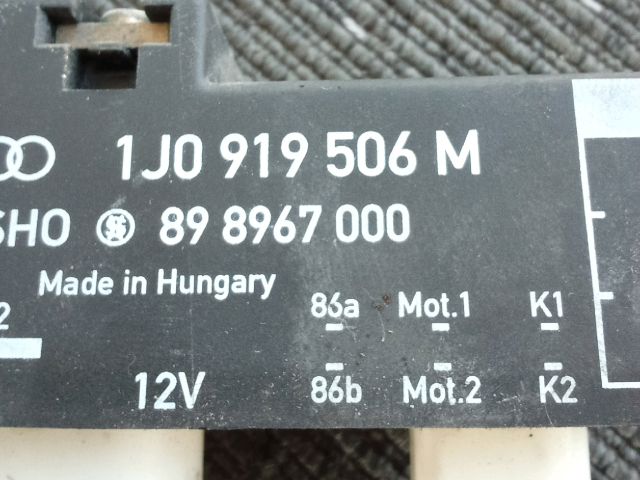 1J0 919 506 M
SHO 89 8967 000
Made in Hungary
86a Mot.1 K1
2
86b Mot.2 K2
12V